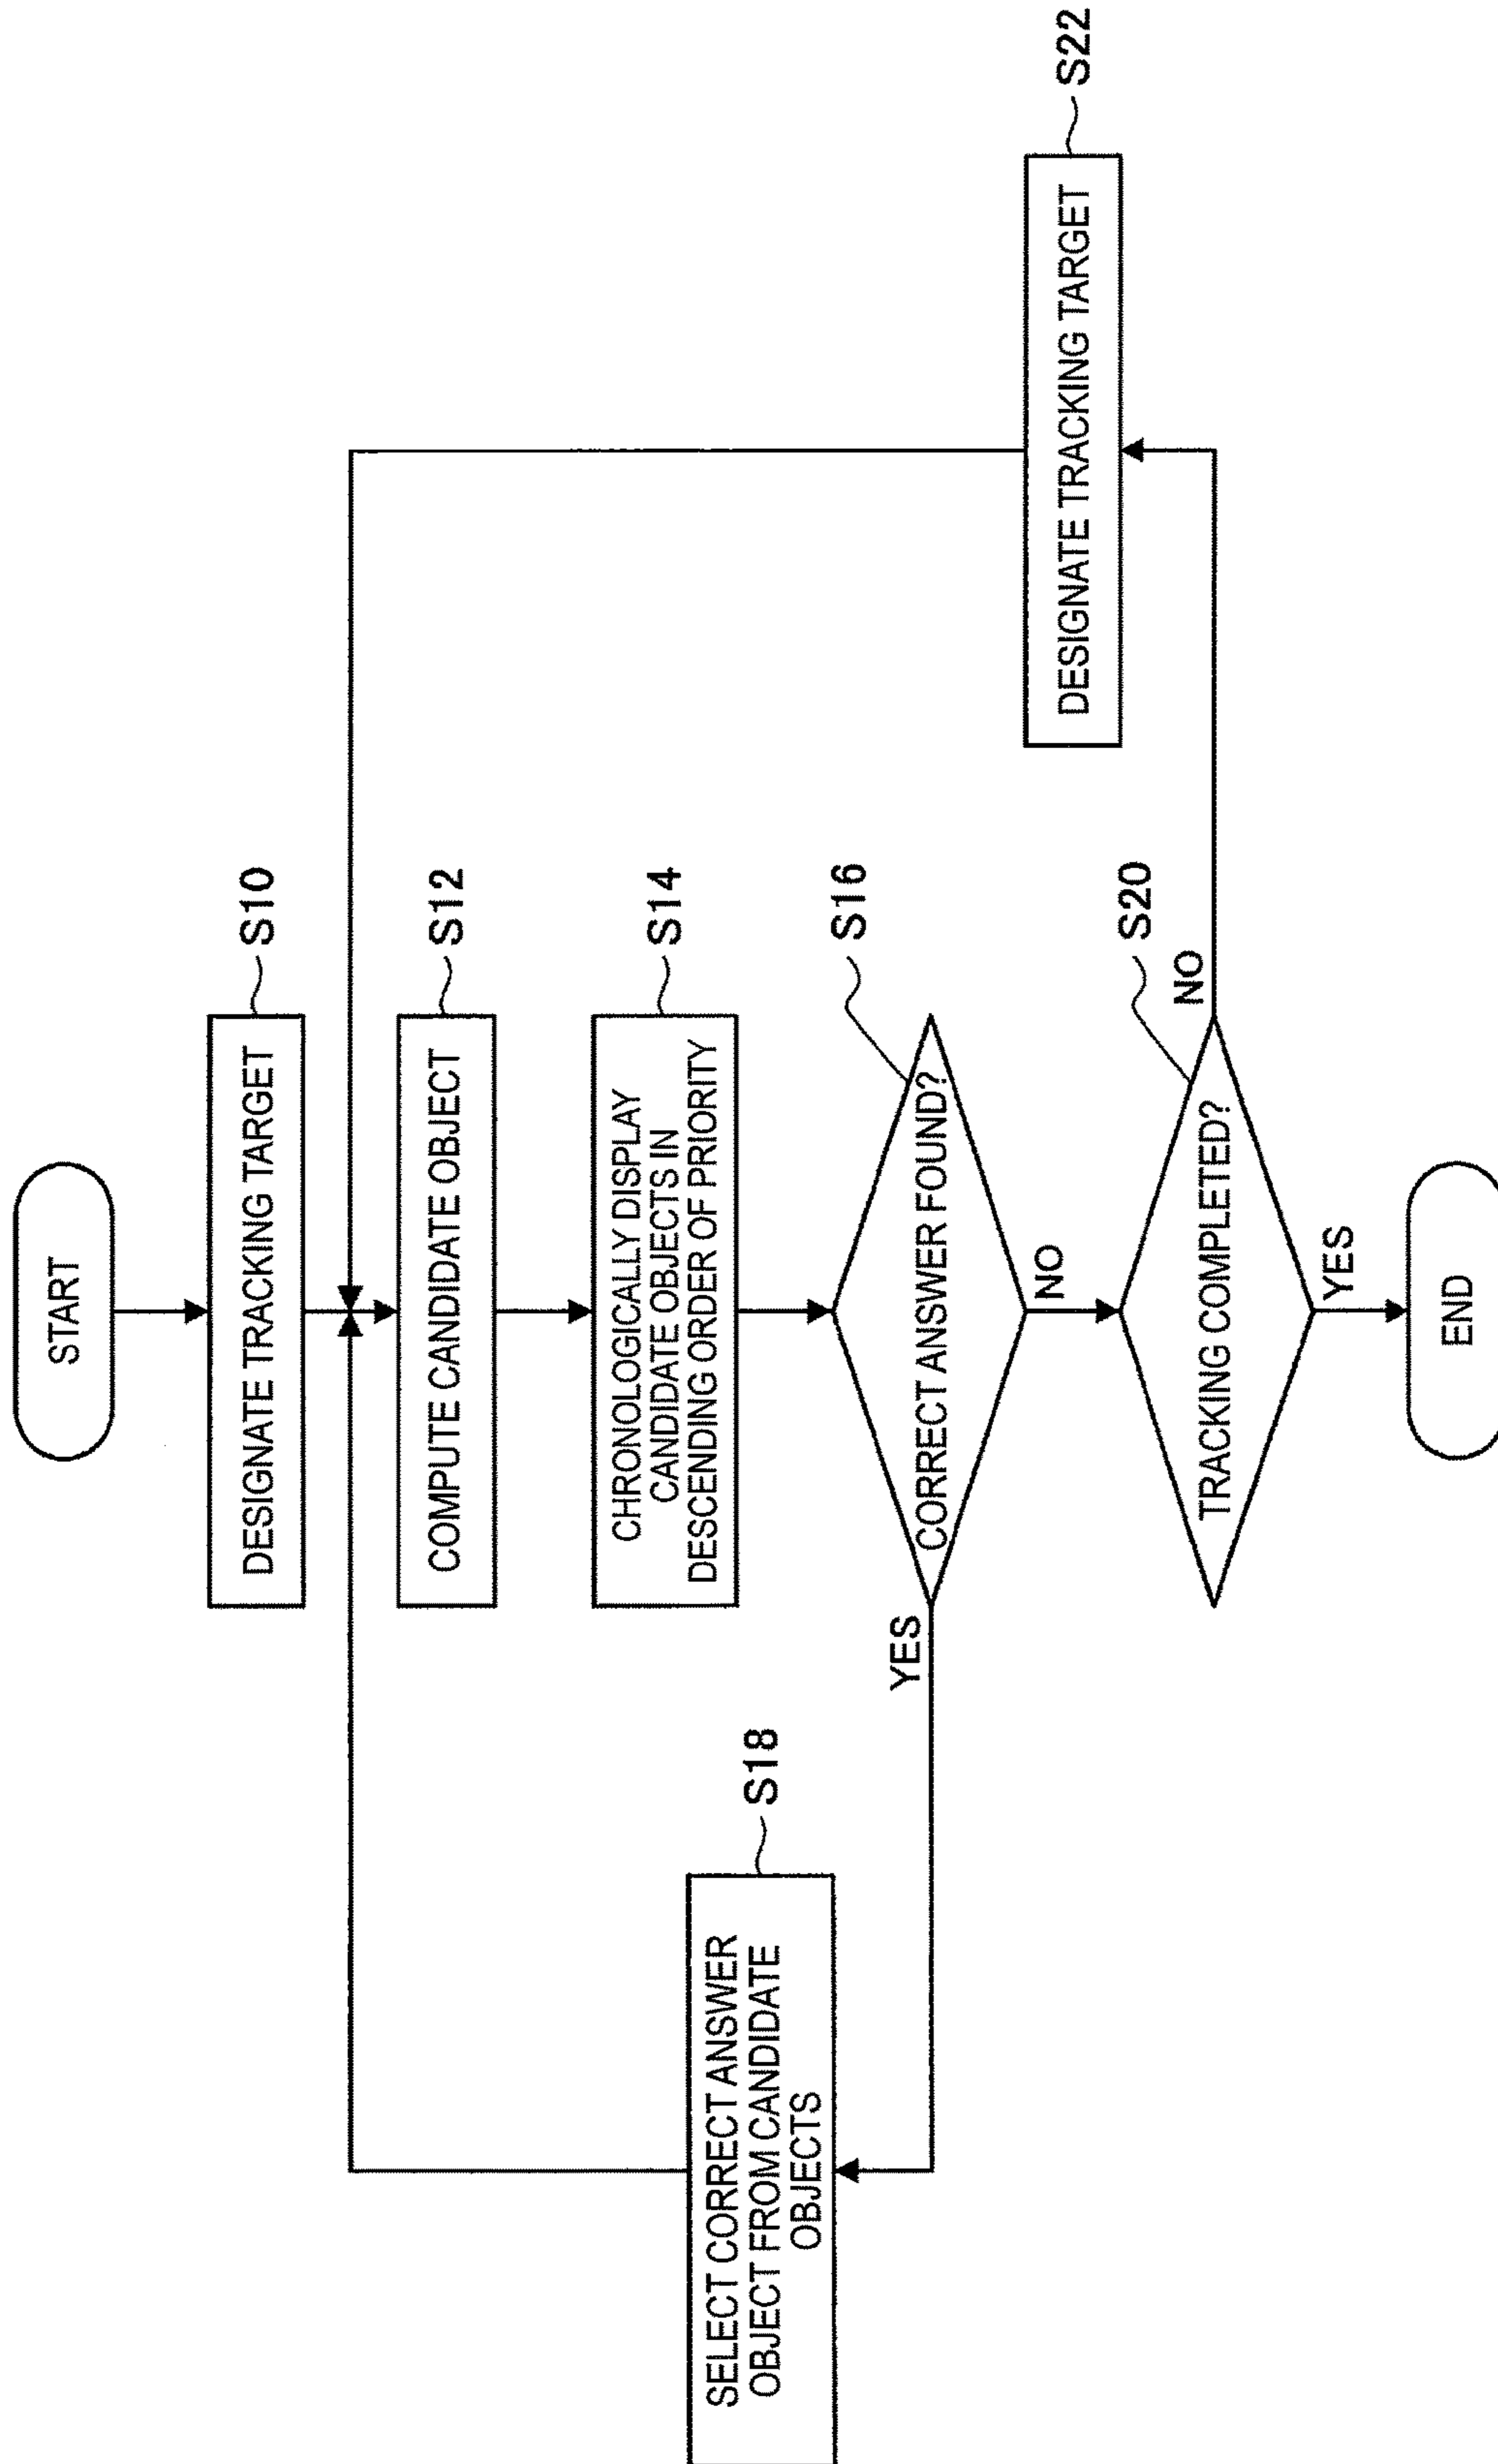 START
DESIGNATE TRACKING TARGET
S10
COMPUTE CANDIDATE OBJECT
S12
CHRONOLOGICALLY DISPLAY
CANDIDATE OBJECTS IN
DESCENDING ORDER OF PRIORITY
S14
CORRECT ANSWER FOUND?
S16
YES
NO
SELECT CORRECT ANSWER
OBJECT FROM CANDIDATE
OBJECTS
S18
TRACKING COMPLETED?
S20
NO
YES
DESIGNATE TRACKING TARGET
S22
END